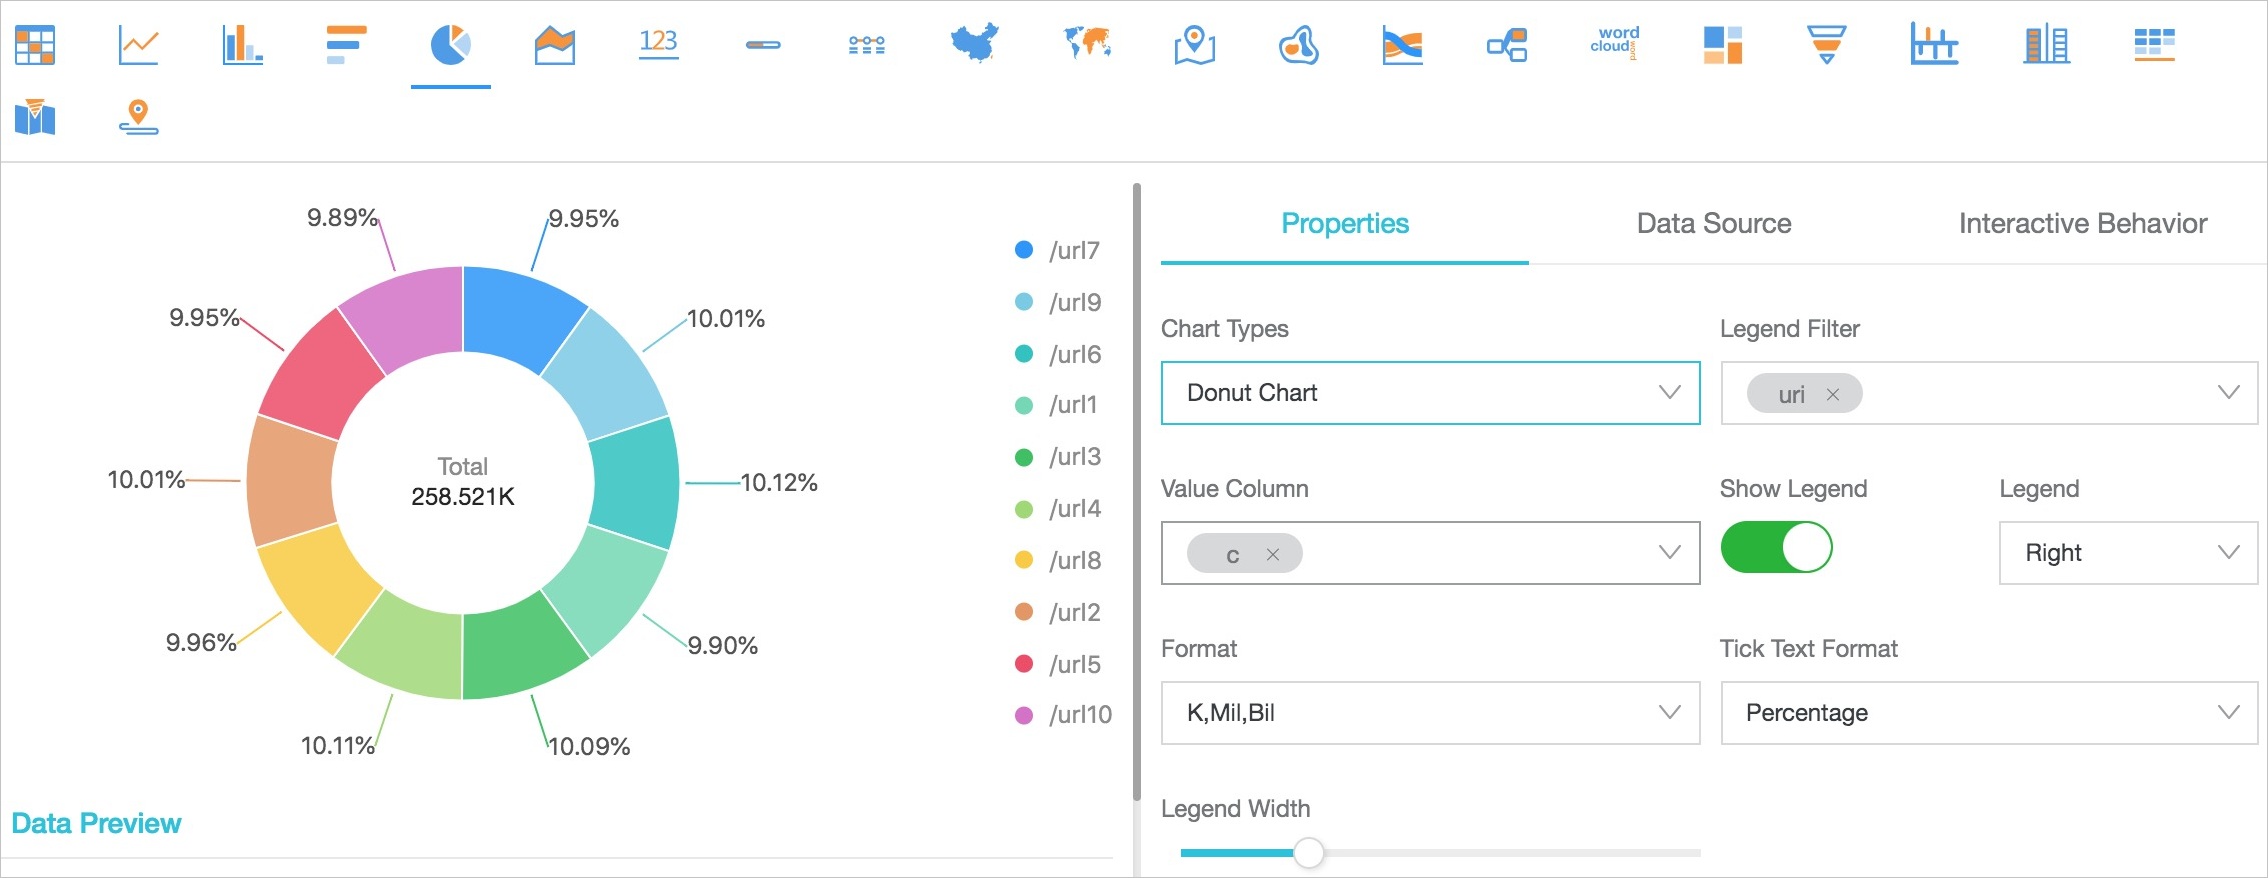 123
word
cloud
word
9.89%
9.95%
9.95%
10.01%
10.01%
10.12%
9.96%
9.90%
10.11%
10.09%
Total
258.521K
/url7
/url9
/url6
/url1
/url3
/url4
/url8
/url2
/url5
/url10
Data Preview
Properties
Data Source
Interactive Behavior
Chart Types
Legend Filter
Donut Chart
uri ×
Value Column
Show Legend
Legend
c ×
Right
Format
Tick Text Format
K,Mil,Bil
Percentage
Legend Width